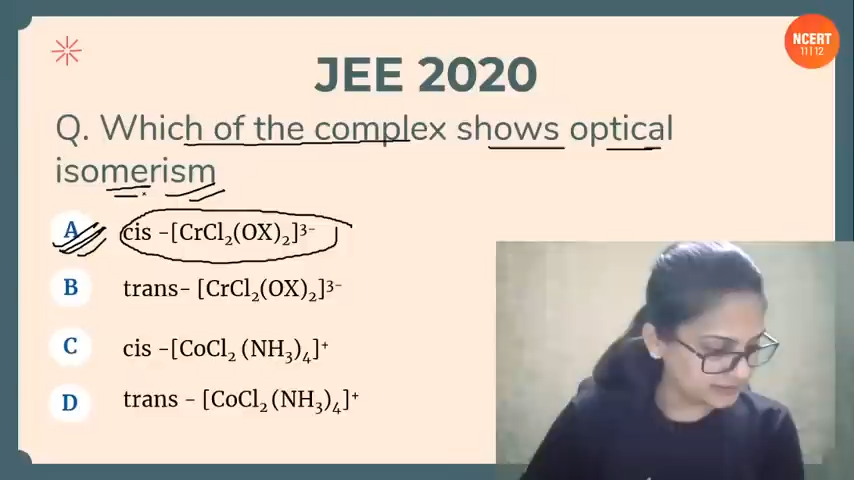 NCERT
11|12
JEE 2020
Q. Which of the complex shows optical
isomerism
A cis -[CrCl₂(OX)₂]³⁻
B trans- [CrCl₂(OX)₂]³⁻
C cis -[CoCl₂ (NH₃)₄]⁺
D trans - [CoCl₂ (NH₃)₄]⁺